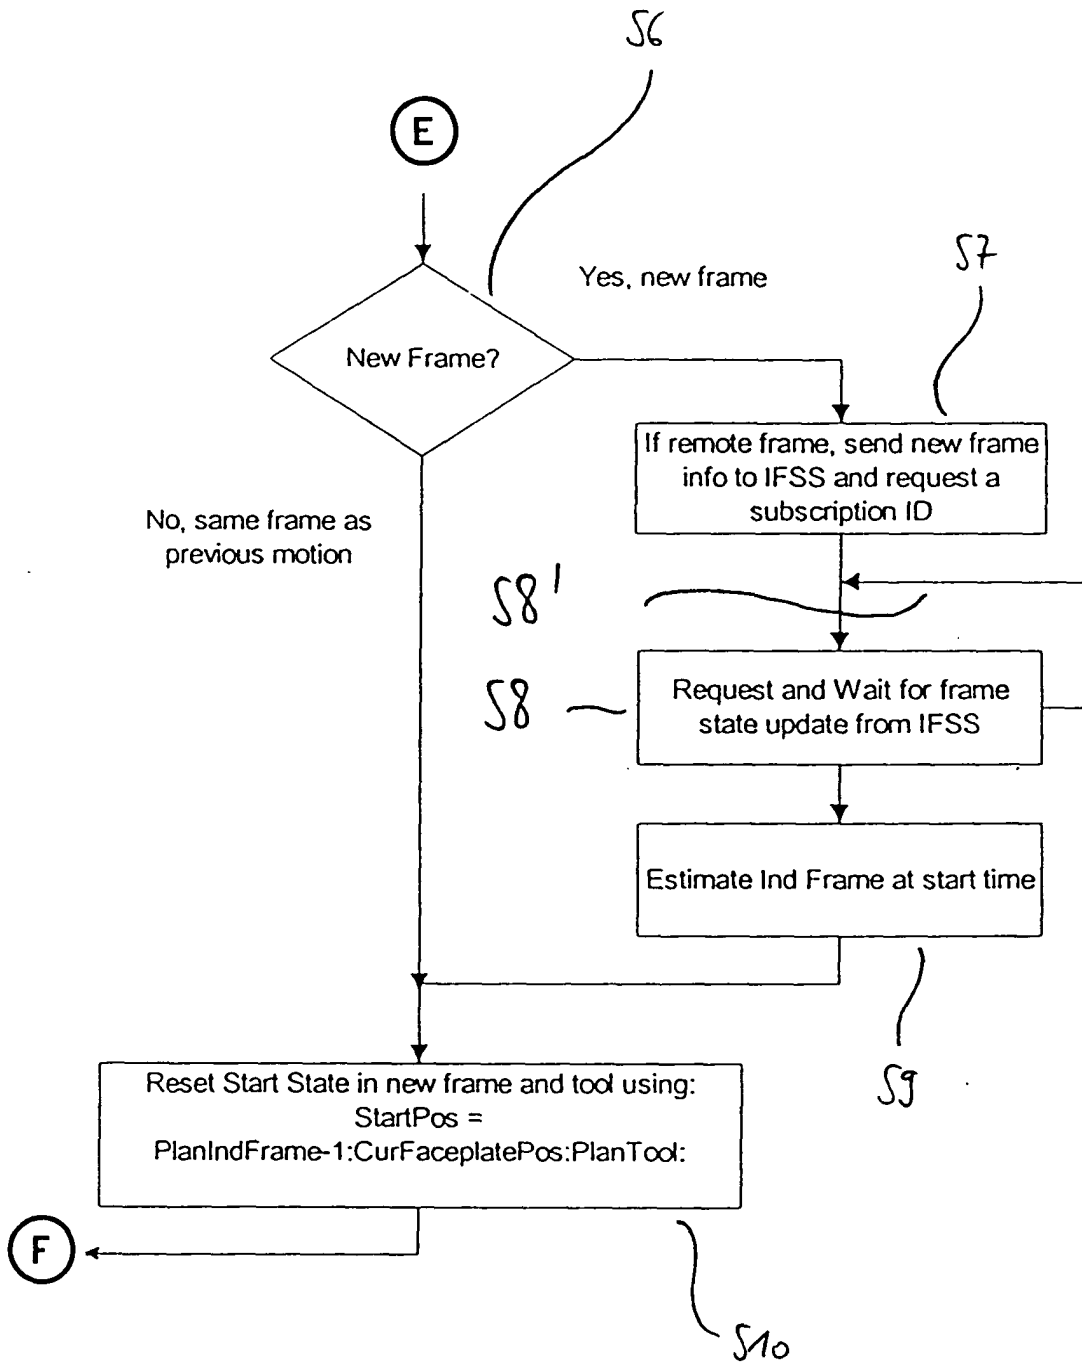 S6
E
S7
Yes, new frame
New Frame?
If remote frame, send new frame
info to IFSS and request a
subscription ID
No, same frame as
previous motion
S8'
S8
Request and Wait for frame
state update from IFSS
Estimate Ind Frame at start time
S9
Reset Start State in new frame and tool using:
StartPos =
PlanIndFrame-1:CurFaceplatePos:PlanTool:
F
S10